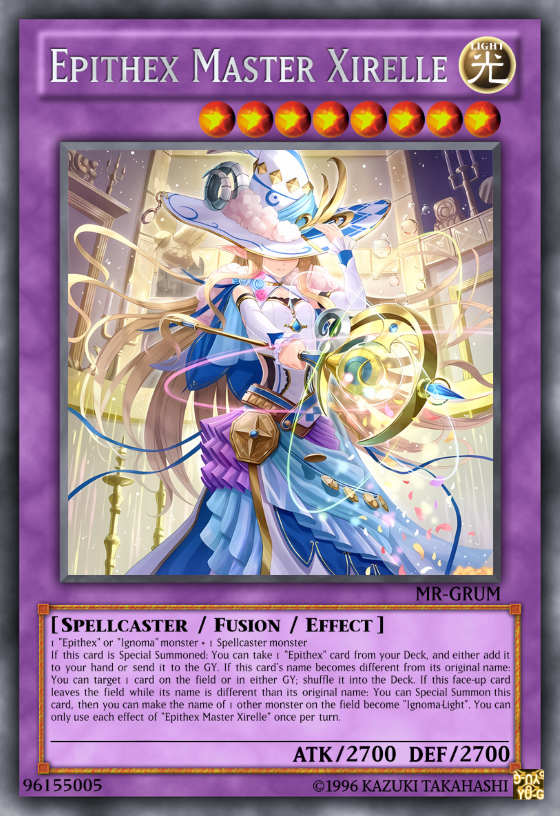 Epithex Master Xirelle
LIGHT
光
MR-GRUM
[ Spellcaster / Fusion / Effect ]
1 "Epithex" or "Ignoma" monster + 1 Spellcaster monster
If this card is Special Summoned: You can take 1 "Epithex" card from your Deck, and either add it
to your hand or send it to the GY. If this card's name becomes different from its original name:
You can target 1 card on the field or in either GY; shuffle it into the Deck. If this face-up card
leaves the field while its name is different than its original name: You can Special Summon this
card, then you can make the name of 1 other monster on the field become "Ignoma-Light". You can
only use each effect of "Epithex Master Xirelle" once per turn.
ATK/2700 DEF/2700
96155005
©1996 KAZUKI TAKAHASHI